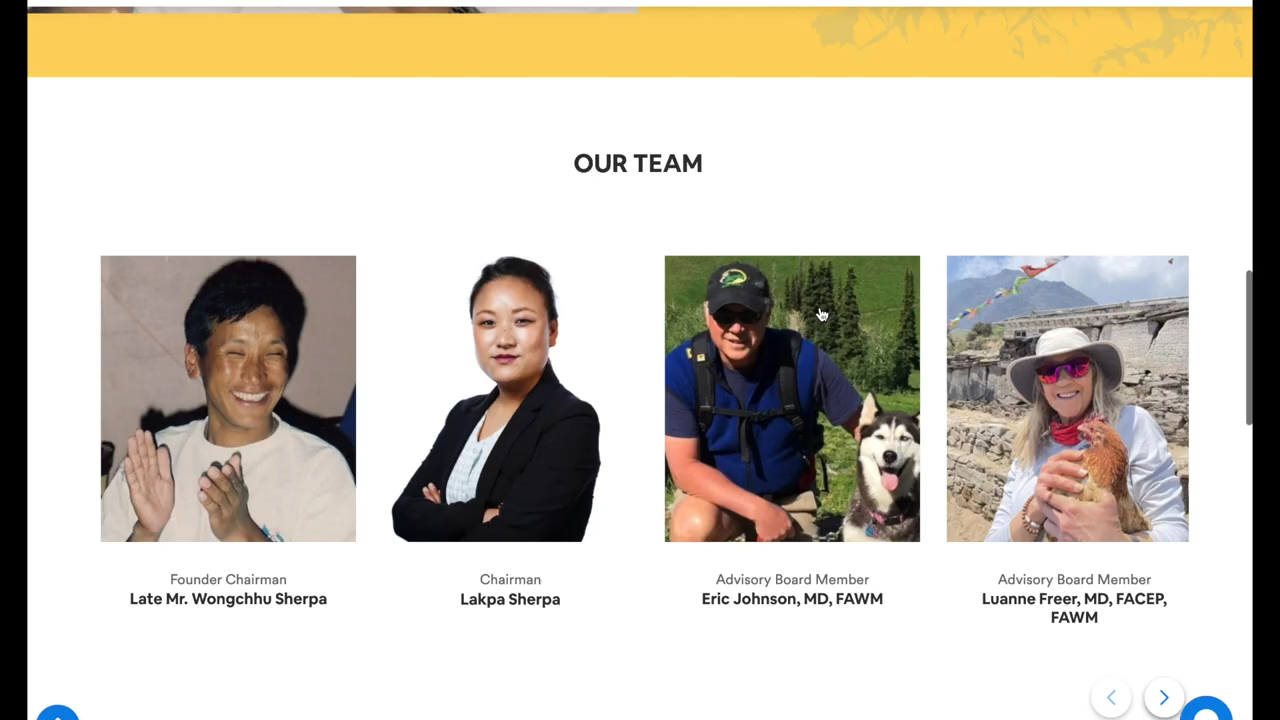 OUR TEAM
Founder Chairman
Late Mr. Wongchhu Sherpa
Chairman
Lakpa Sherpa
Advisory Board Member
Eric Johnson, MD, FAWM
Advisory Board Member
Luanne Freer, MD, FACEP,
FAWM